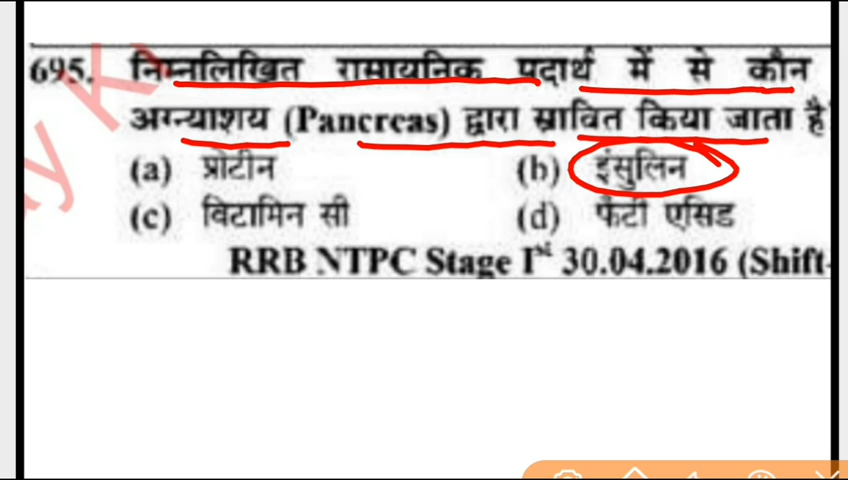 695. निम्नलिखित रासायनिक पदार्थ में से कौन
अग्न्याशय (Pancreas) द्वारा स्रावित किया जाता है
(a) प्रोटीन (b) इंसुलिन
(c) विटामिन सी (d) फैटी एसिड
RRB NTPC Stage Ist 30.04.2016 (Shift-